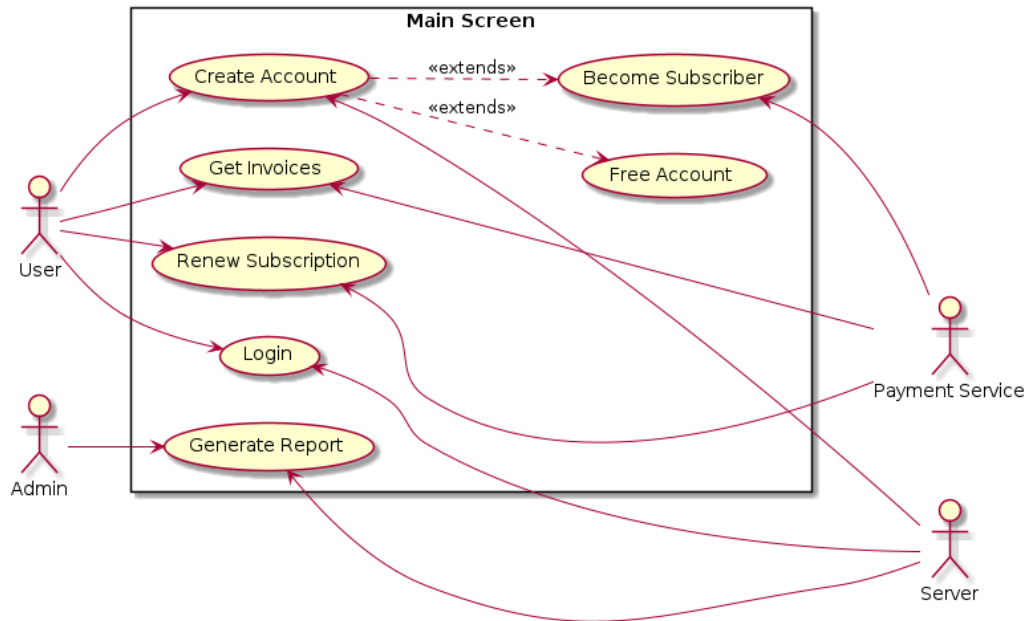 Main Screen
Create Account
«extends»
Become Subscriber
«extends»
Get Invoices
Free Account
User
Renew Subscription
Login
Payment Service
Generate Report
Admin
Server